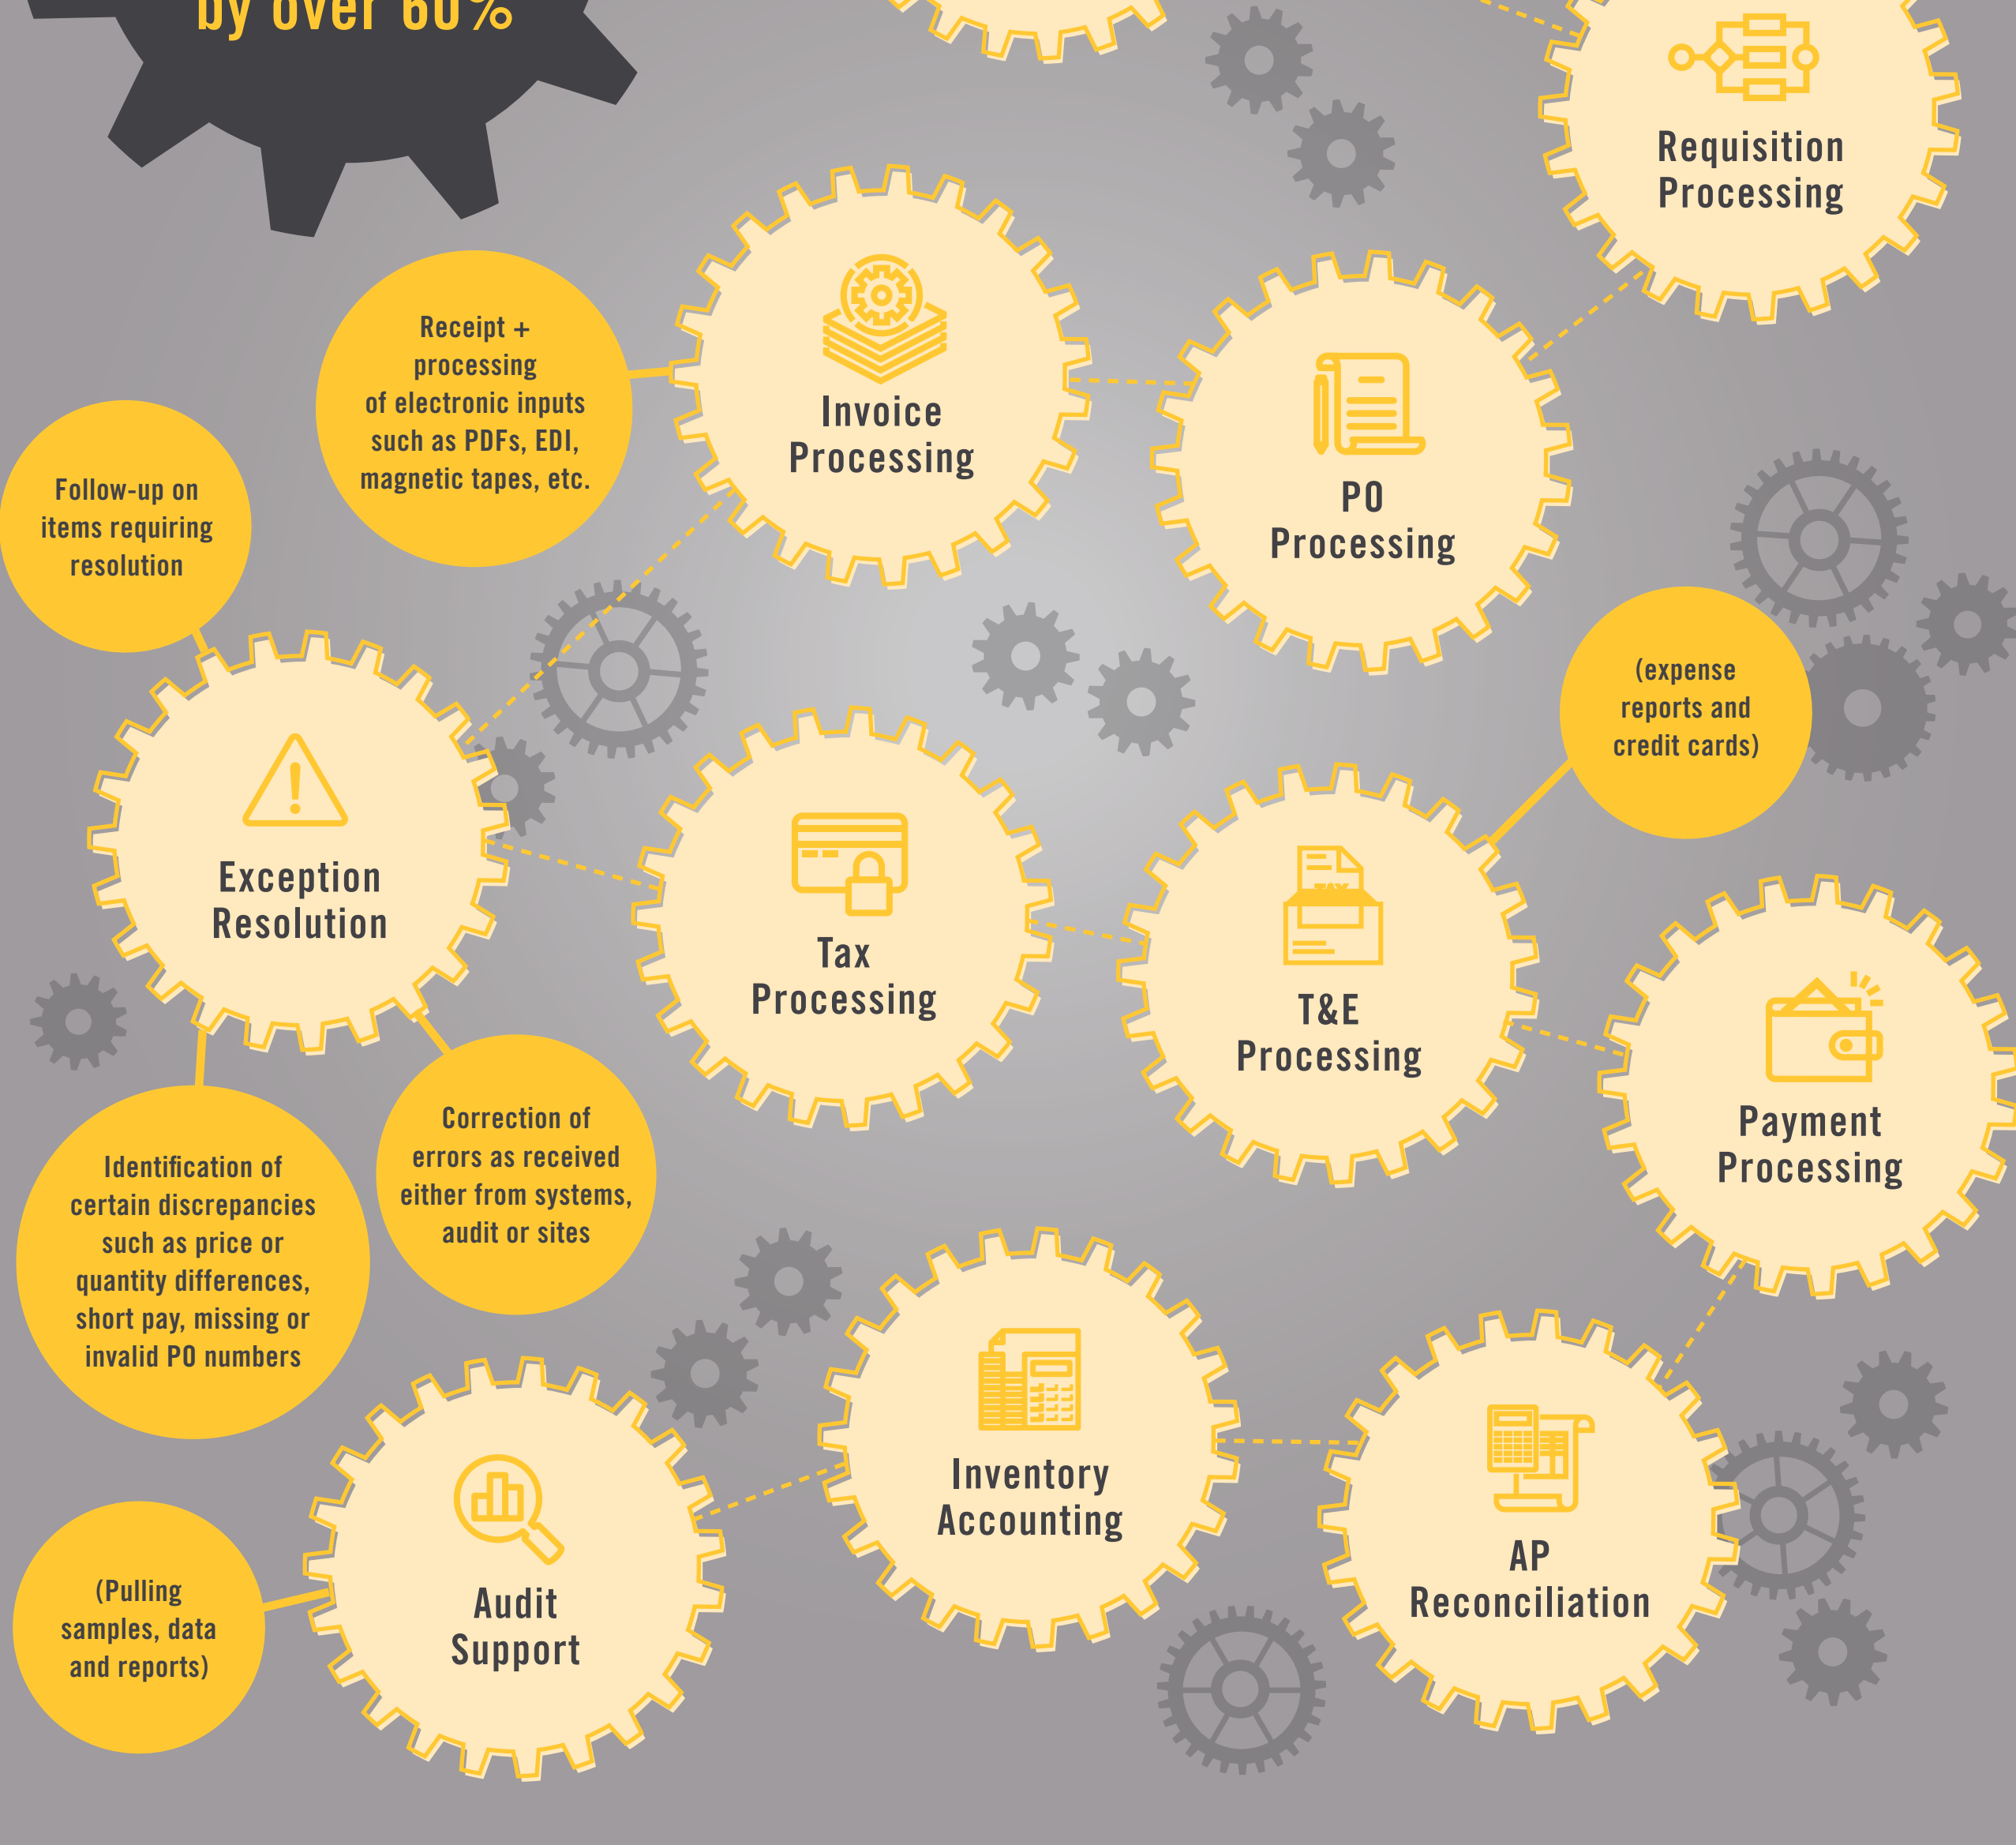 by over 60%
Requisition
Processing
Receipt +
processing
of electronic inputs
such as PDFs, EDI,
magnetic tapes, etc.
Invoice
Processing
PO
Processing
Follow-up on
items requiring
resolution
(expense
reports and
credit cards)
Exception
Resolution
Tax
Processing
TAX
T&E
Processing
Payment
Processing
Identification of
certain discrepancies
such as price or
quantity differences,
short pay, missing or
invalid PO numbers
Correction of
errors as received
either from systems,
audit or sites
Inventory
Accounting
AP
Reconciliation
Audit
Support
(Pulling
samples, data
and reports)